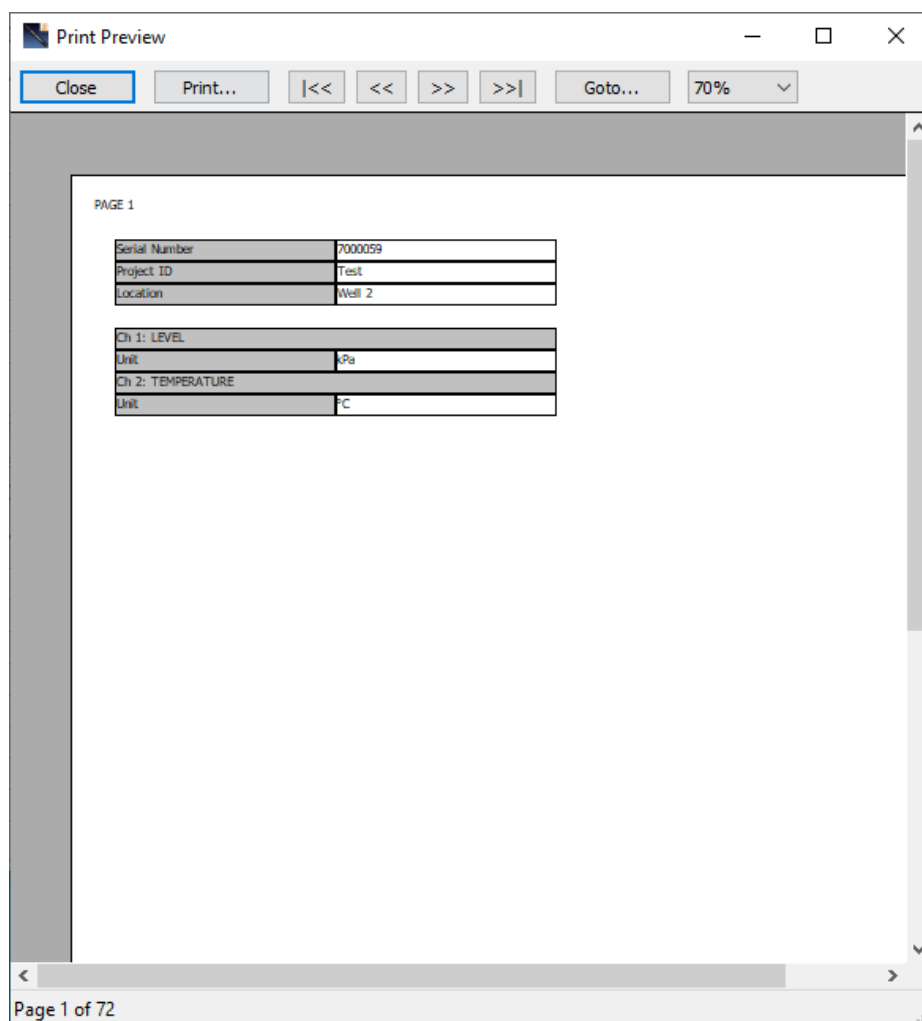 Print Preview
Close Print... |<< << >> >>| Goto... 70%
PAGE 1
Serial Number 7000059
Project ID Test
Location Well 2
Ch 1: LEVEL
Unit kPa
Ch 2: TEMPERATURE
Unit °C
Page 1 of 72